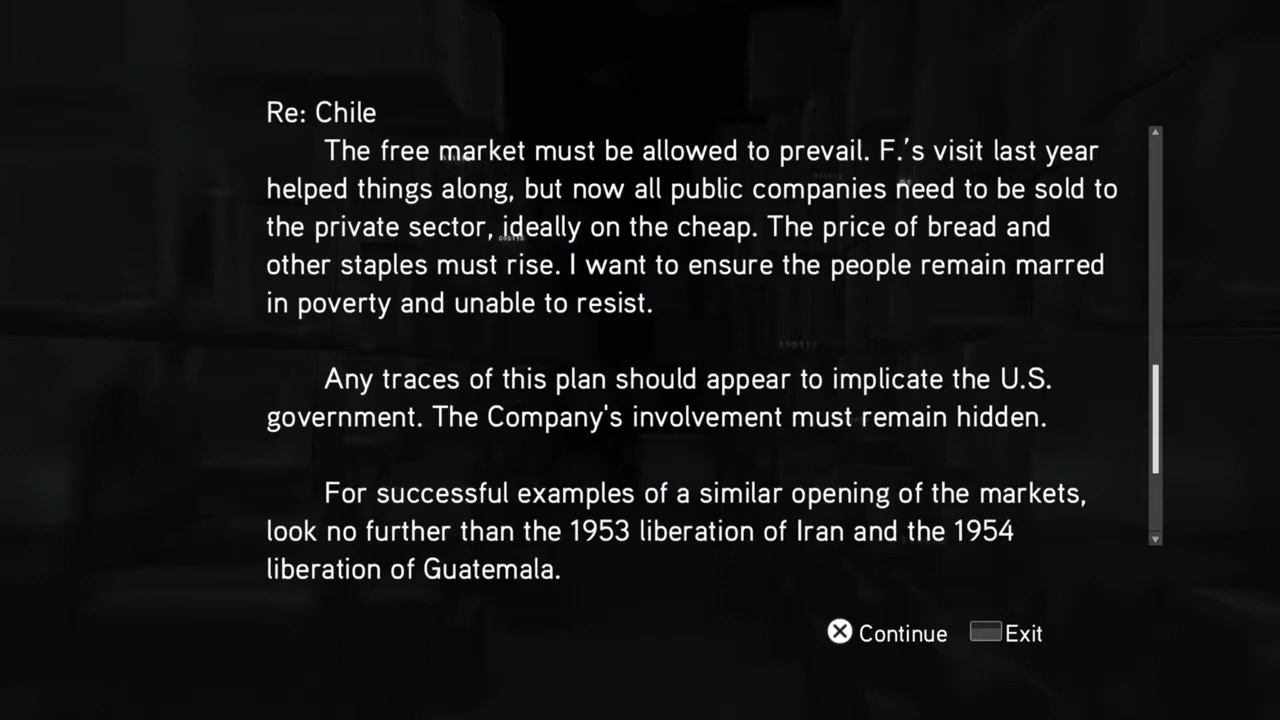 Re: Chile
The free market must be allowed to prevail. F.'s visit last year
helped things along, but now all public companies need to be sold to
the private sector, ideally on the cheap. The price of bread and
other staples must rise. I want to ensure the people remain marred
in poverty and unable to resist.
Any traces of this plan should appear to implicate the U.S.
government. The Company's involvement must remain hidden.
For successful examples of a similar opening of the markets,
look no further than the 1953 liberation of Iran and the 1954
liberation of Guatemala.
Continue Exit